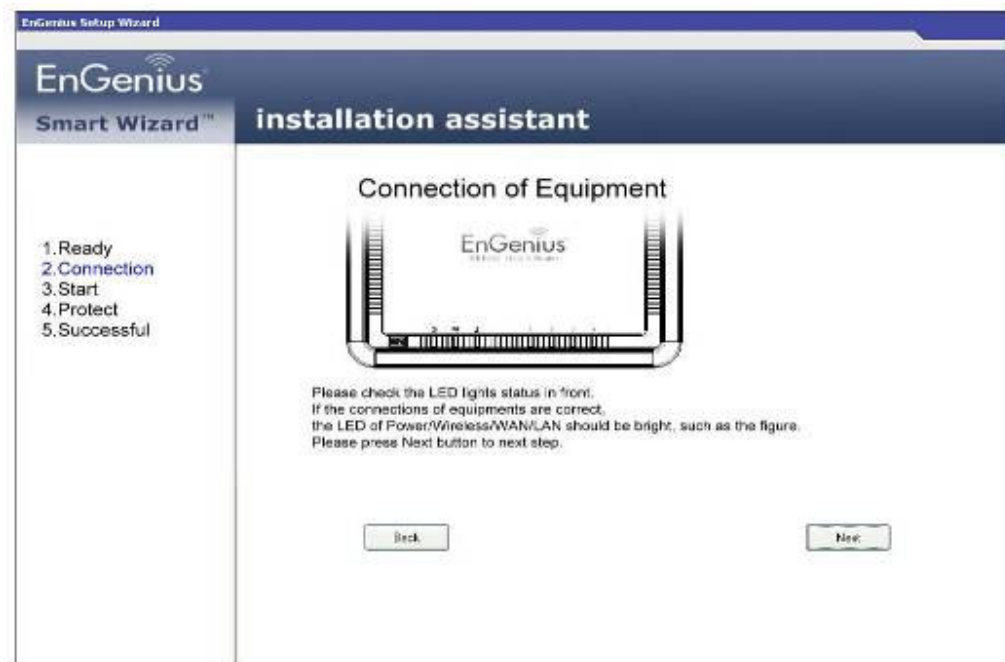 EnGenius Setup Wizard
EnGenius
Smart Wizard™
installation assistant
Connection of Equipment
EnGenius
1.Ready
2.Connection
3.Start
4.Protect
5.Successful
Please check the LED lights status in front.
If the connections of equipments are correct,
the LED of Power/Wireless/WAN/LAN should be bright, such as the figure.
Please press Next button to next step.
Back
Next